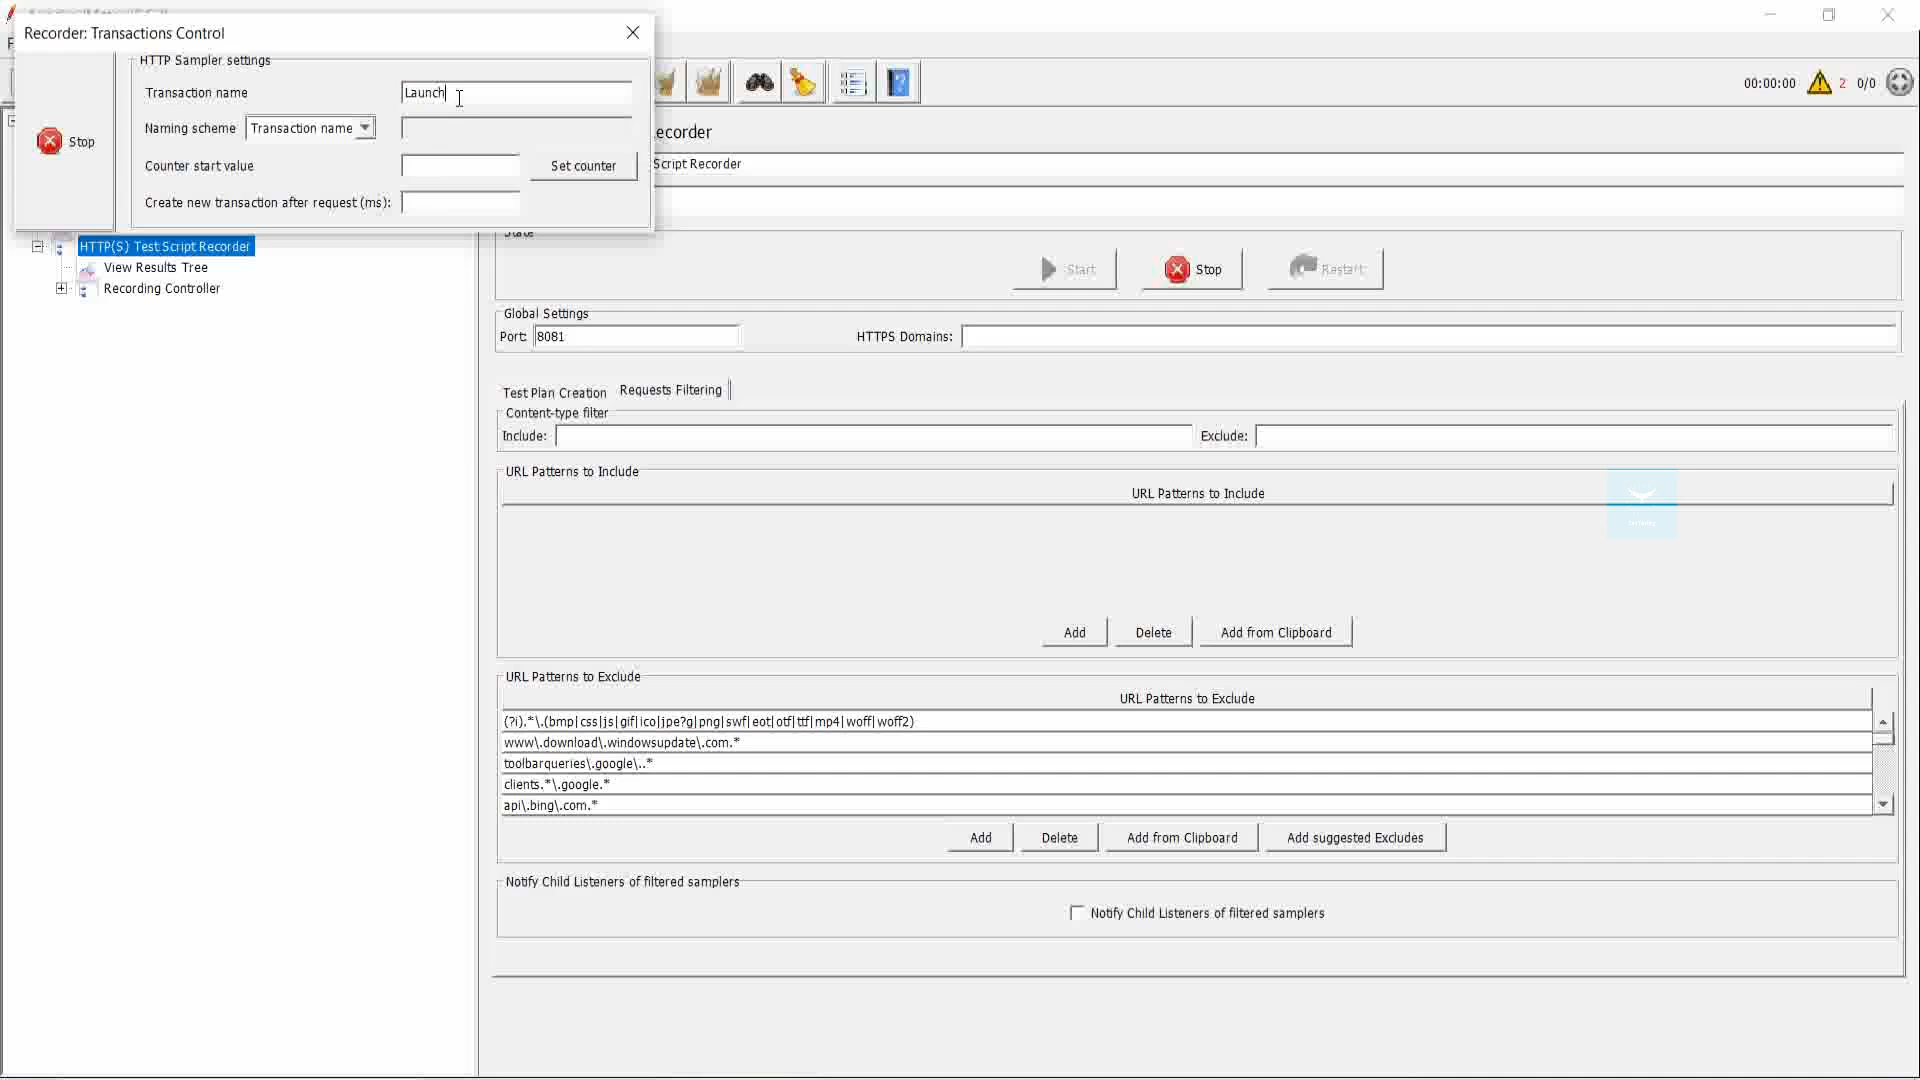 Recorder: Transactions Control
HTTP Sampler settings
Transaction name Launch
Naming scheme Transaction name
Counter start value Set counter
Create new transaction after request (ms):
Stop
00:00:00 2 0/0
ecorder
Script Recorder
HTTP(S) Test Script Recorder
View Results Tree
Recording Controller
State
Start Stop Restart
Global Settings
Port: 8081 HTTPS Domains:
Test Plan Creation Requests Filtering
Content-type filter
Include: Exclude:
URL Patterns to Include
URL Patterns to Include
Add Delete Add from Clipboard
URL Patterns to Exclude
URL Patterns to Exclude
(?i).*\.(bmp|css|js|gif|ico|jpe?g|png|swf|eot|otf|ttf|mp4|woff|woff2)
www\.download\.windowsupdate\.com.*
toolbarqueries\.google\..*
clients.*\.google.*
api\.bing\.com.*
Add Delete Add from Clipboard Add suggested Excludes
Notify Child Listeners of filtered samplers
Notify Child Listeners of filtered samplers